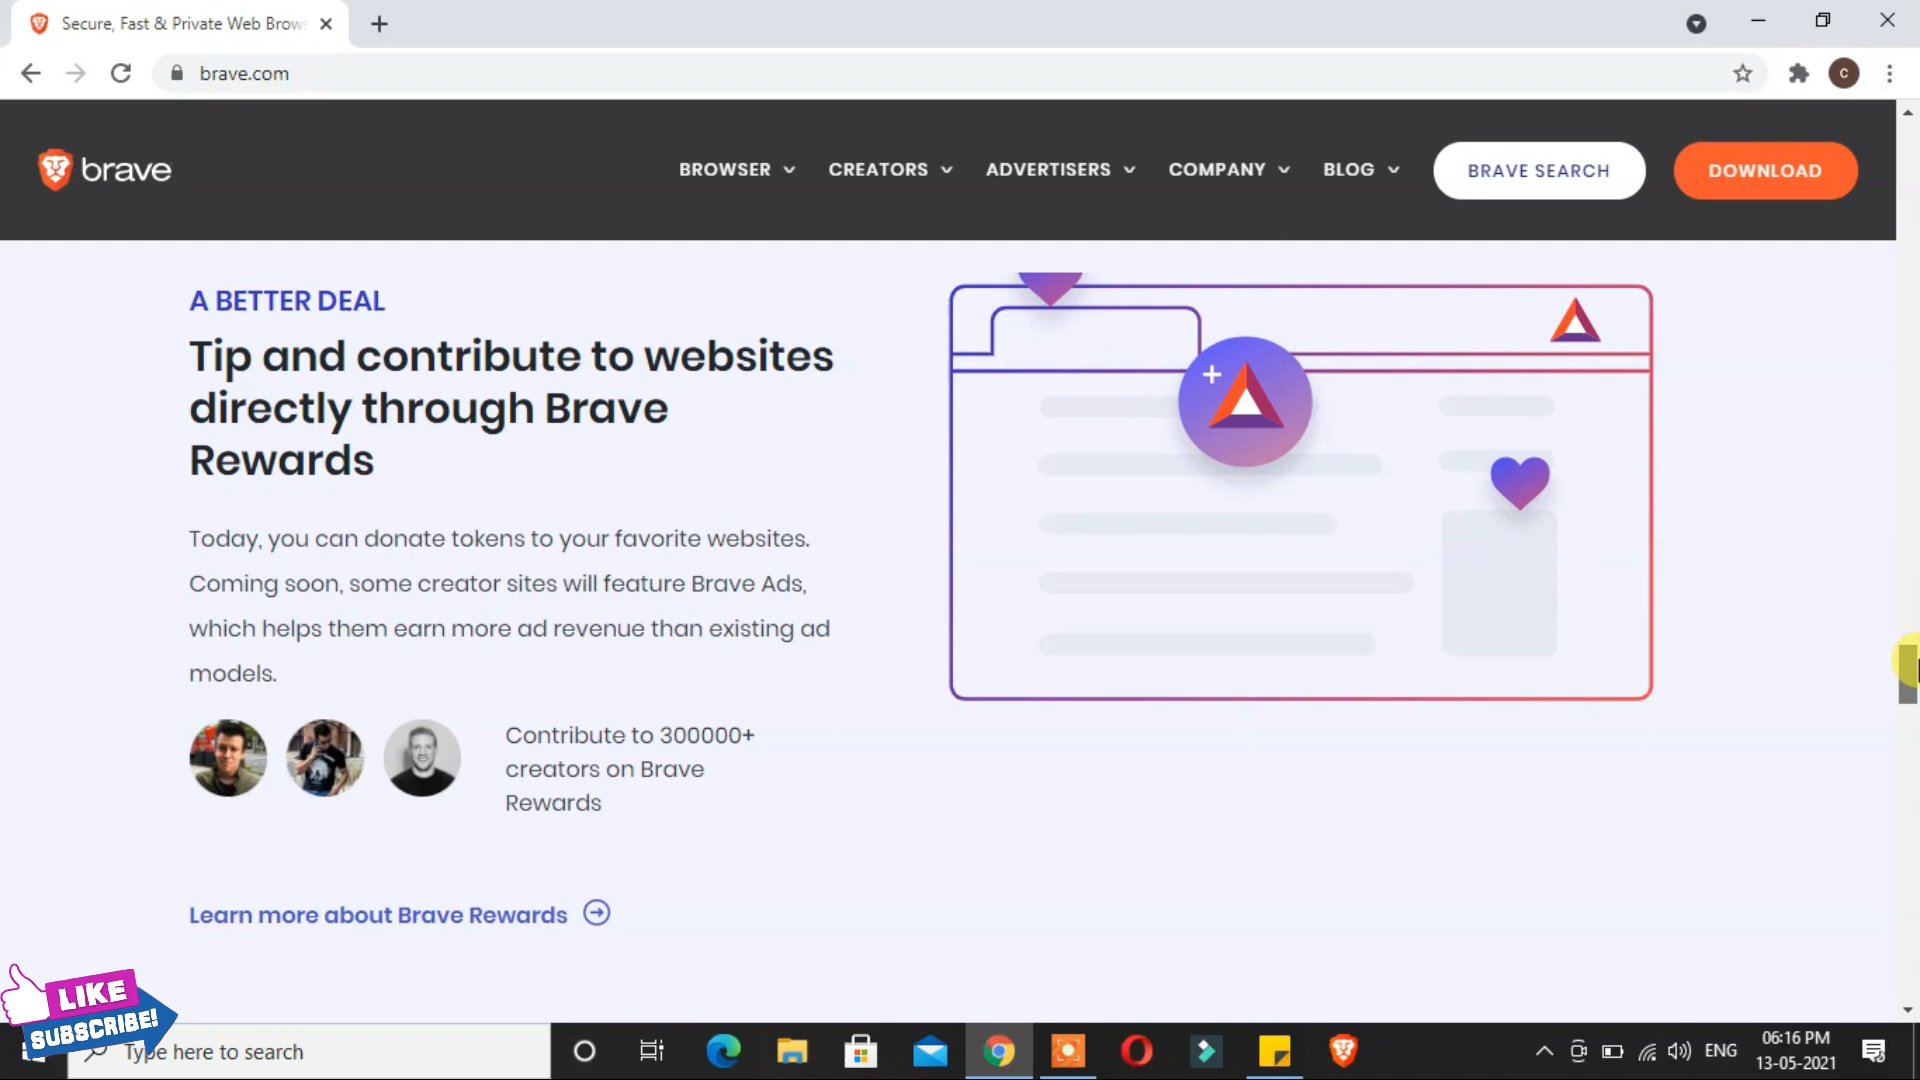 Secure, Fast & Private Web Brow
brave.com
C
brave
BROWSER
CREATORS
ADVERTISERS
COMPANY
BLOG
BRAVE SEARCH
DOWNLOAD
A BETTER DEAL
Tip and contribute to websites
directly through Brave
Rewards
Today, you can donate tokens to your favorite websites.
Coming soon, some creator sites will feature Brave Ads,
which helps them earn more ad revenue than existing ad
models.
Contribute to 300000+
creators on Brave
Rewards
Learn more about Brave Rewards
LIKE
SUBSCRIBE!
Type here to search
ENG
06:16 PM
13-05-2021